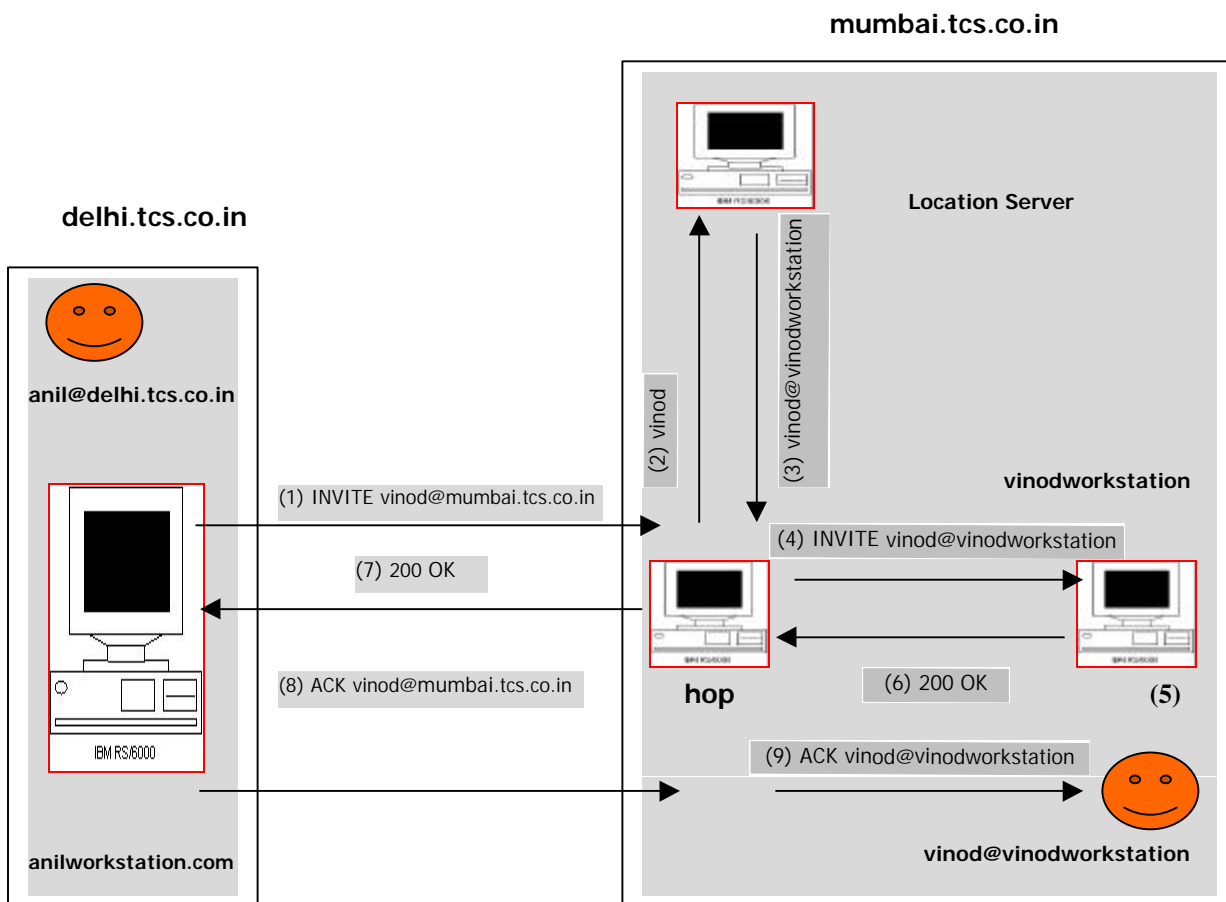 mumbai.tcs.co.in
Location Server
delhi.tcs.co.in
anil@delhi.tcs.co.in
(2) vinod
(3) vinod@vinodworkstation
vinodworkstation
(1) INVITE vinod@mumbai.tcs.co.in
(4) INVITE vinod@vinodworkstation
(7) 200 OK
(8) ACK vinod@mumbai.tcs.co.in
hop
(6) 200 OK
(5)
IBM RS/6000
(9) ACK vinod@vinodworkstation
anilworkstation.com
vinod@vinodworkstation